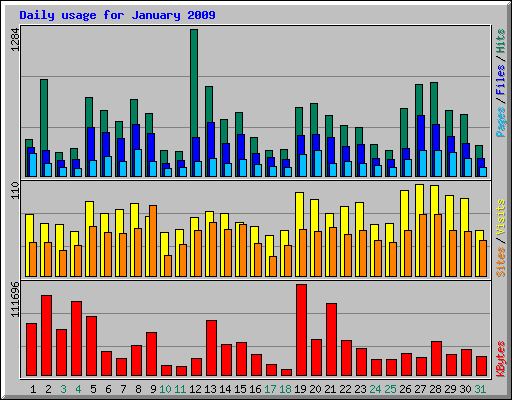 Daily usage for January 2009
1284
Pages / Files / Hits
110
Sites / Visits
111696
KBytes
1 2 3 4 5 6 7 8 9 10 11 12 13 14 15 16 17 18 19 20 21 22 23 24 25 26 27 28 29 30 31